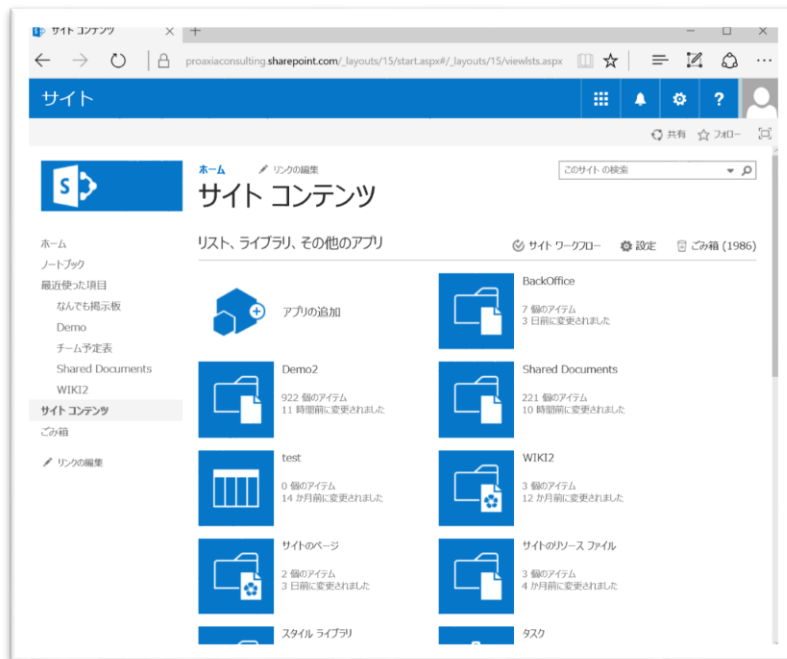 サイト コンテンツ
proaxiaconsulting.sharepoint.com/_layouts/15/start.aspx#/_layouts/15/viewlsts.aspx
サイト
?
共有 フォロー
S
ホーム リンクの編集
このサイト の検索
サイト コンテンツ
ホーム
ノートブック
最近使った項目
なんでも掲示板
Demo
チーム予定表
Shared Documents
WIKI2
サイト コンテンツ
ごみ箱
リンクの編集
リスト、ライブラリ、その他のアプリ
サイト ワークフロー 設定 ごみ箱 (1986)
アプリの追加
BackOffice
7 個のアイテム
3 日前に変更されました
Demo2
922 個のアイテム
11 時間前に変更されました
Shared Documents
221 個のアイテム
10 時間前に変更されました
test
0 個のアイテム
14 か月前に変更されました
WIKI2
3 個のアイテム
12 か月前に変更されました
サイトのページ
2 個のアイテム
3 日前に変更されました
サイトのリソース ファイル
3 個のアイテム
4 か月前に変更されました
スタイル ライブラリ
タスク